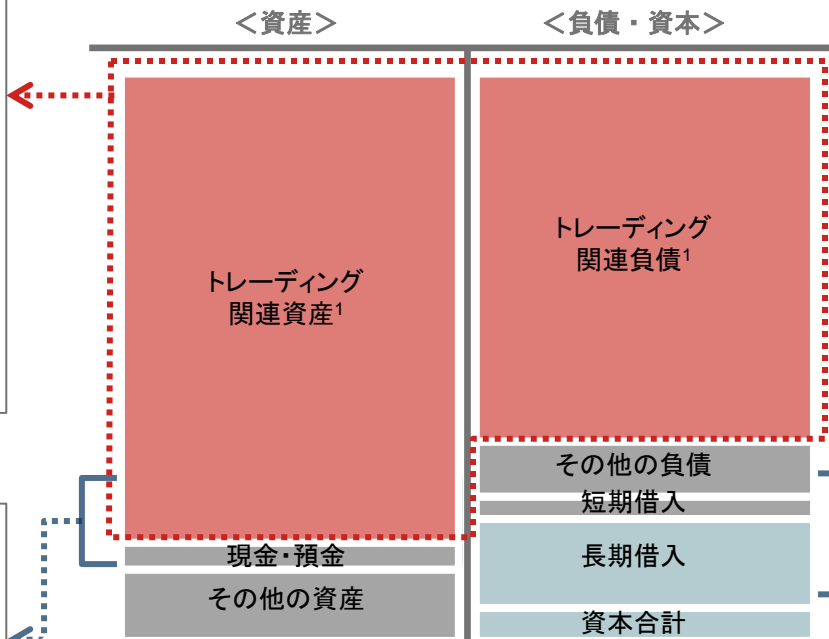 ＜資産＞
＜負債・資本＞
トレーディング
関連資産1
現金・預金
その他の資産
トレーディング
関連負債1
その他の負債
短期借入
長期借入
資本合計